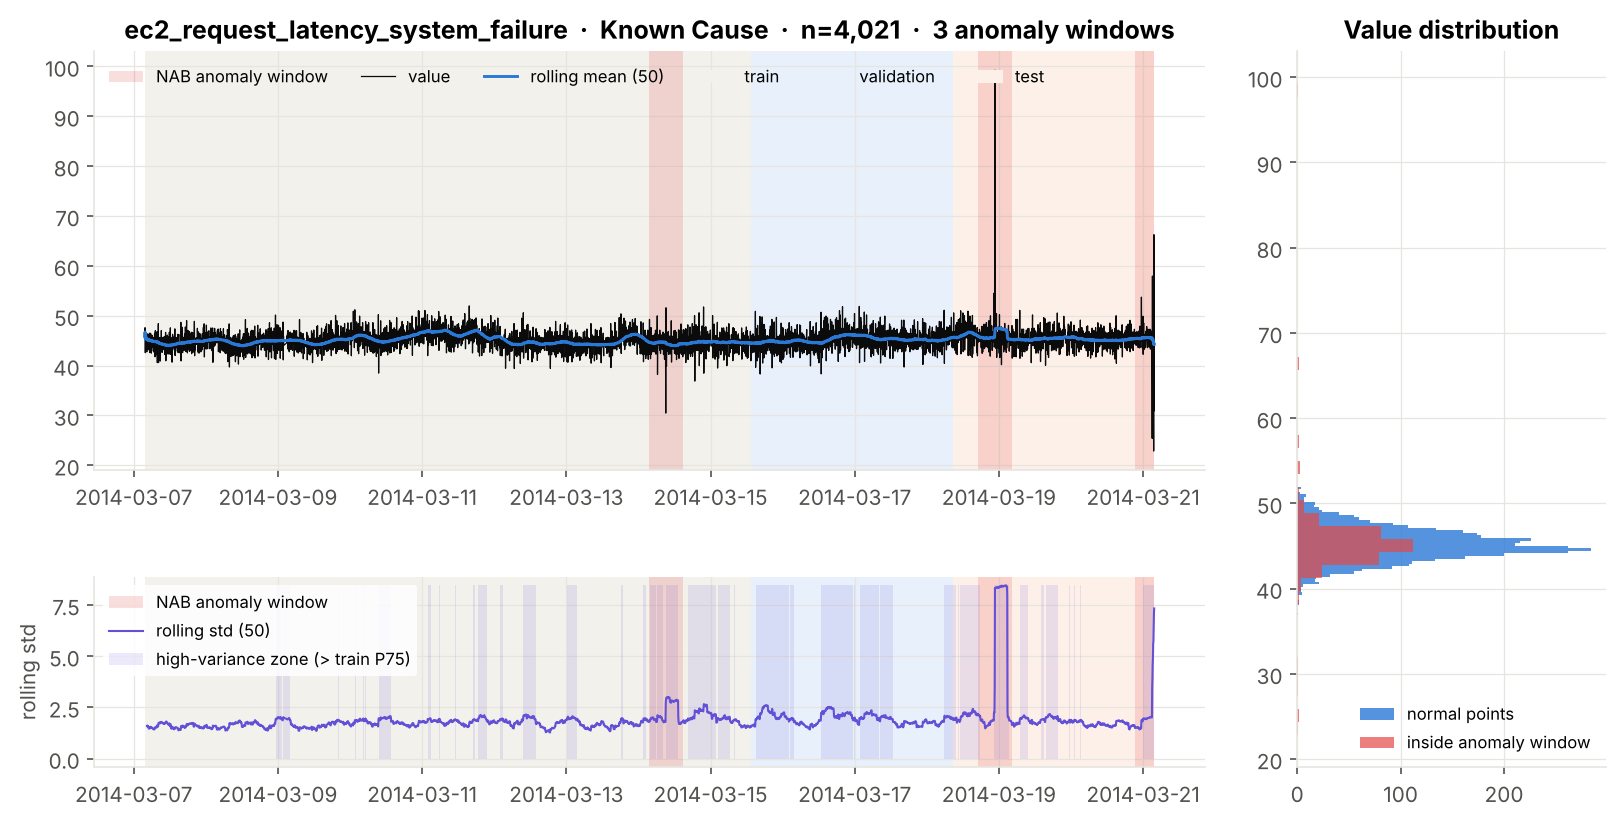 ec2_request_latency_system_failure · Known Cause · n=4,021 · 3 anomaly windows
Value distribution
NAB anomaly window
value
rolling mean (50)
train
validation
test
100
90
80
70
60
50
40
30
20
2014-03-07
2014-03-09
2014-03-11
2014-03-13
2014-03-15
2014-03-17
2014-03-19
2014-03-21
rolling std
7.5
5.0
2.5
0.0
NAB anomaly window
rolling std (50)
high-variance zone (> train P75)
2014-03-07
2014-03-09
2014-03-11
2014-03-13
2014-03-15
2014-03-17
2014-03-19
2014-03-21
100
90
80
70
60
50
40
30
20
normal points
inside anomaly window
0
100
200